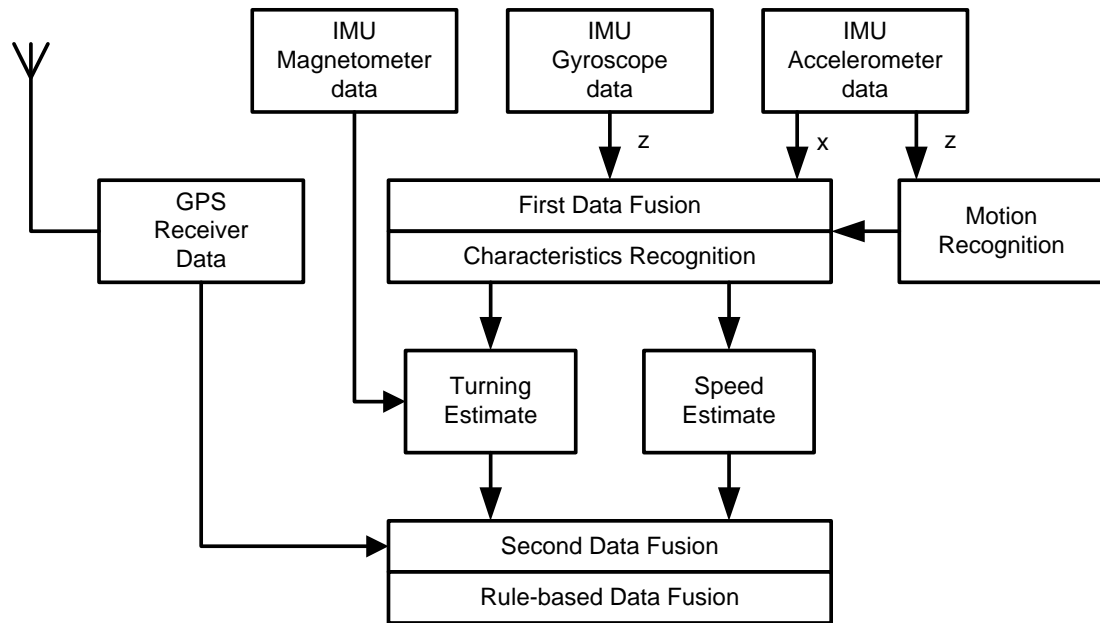 IMU
Magnetometer
data
IMU
Gyroscope
data
IMU
Accelerometer
data
z
x
z
GPS
Receiver
Data
First Data Fusion
Characteristics Recognition
Motion
Recognition
Turning
Estimate
Speed
Estimate
Second Data Fusion
Rule-based Data Fusion